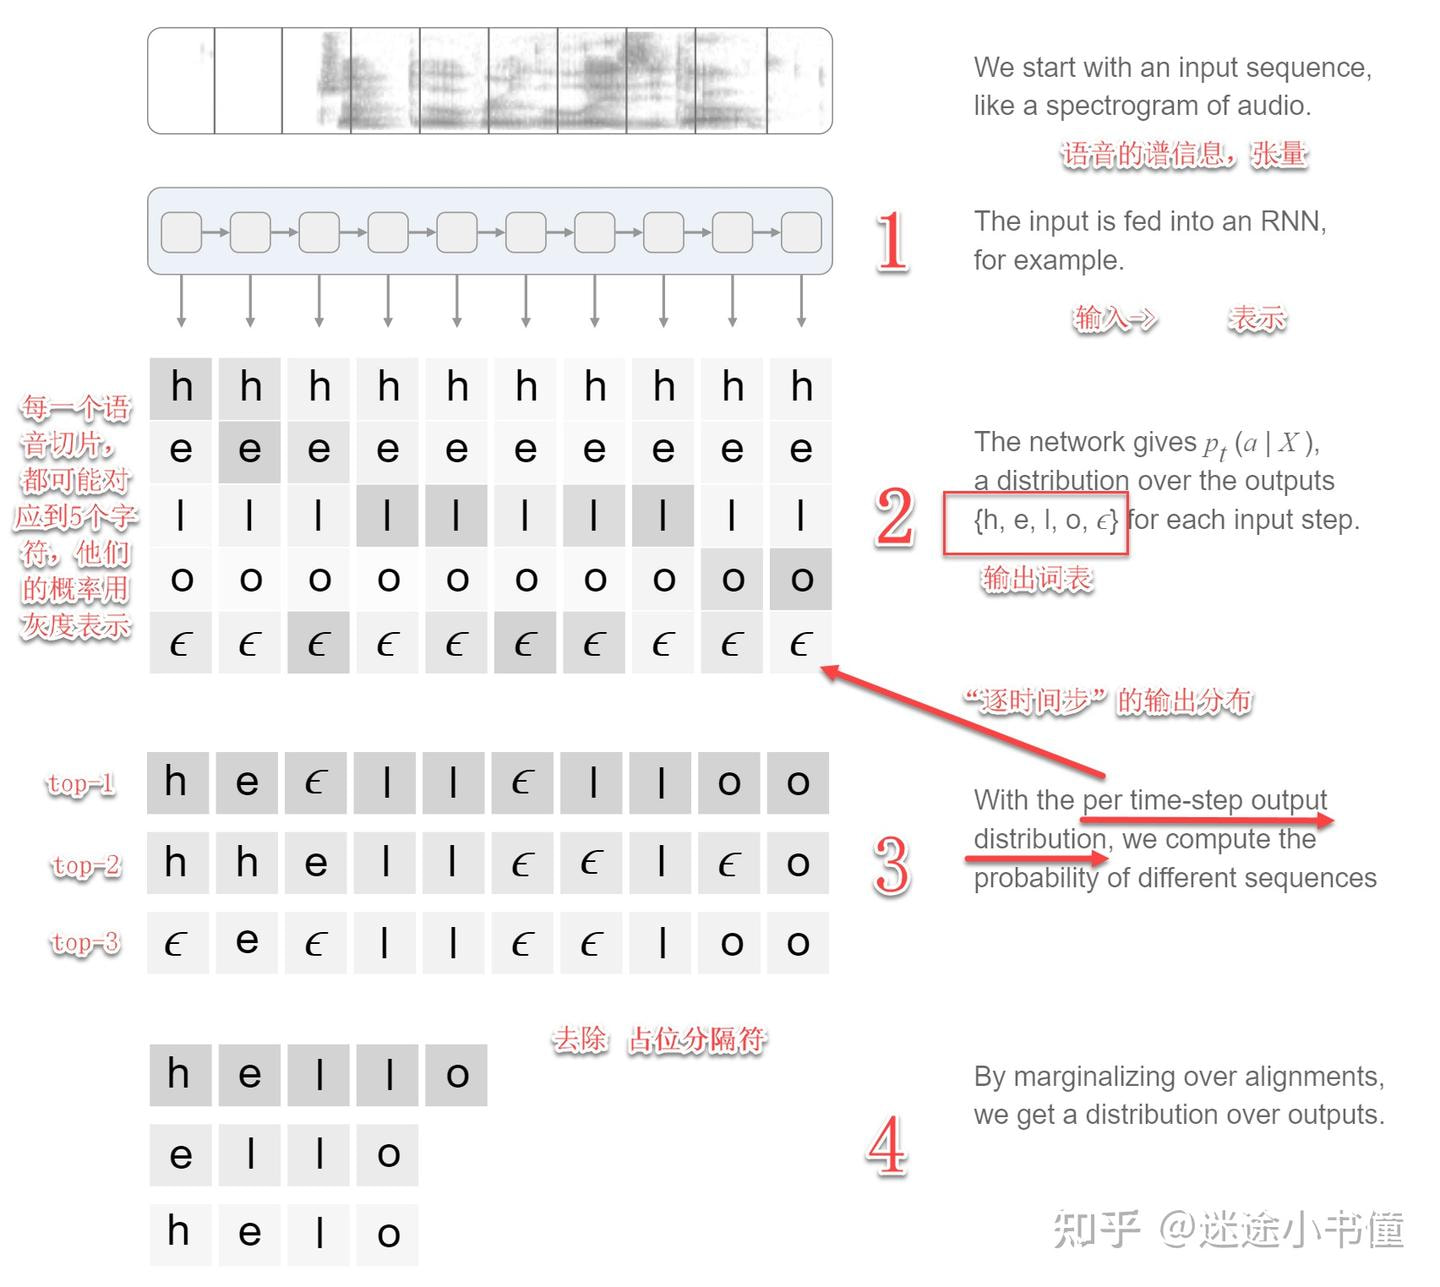 We start with an input sequence,
like a spectrogram of audio.
语音的谱信息，张量
1
The input is fed into an RNN,
for example.
输入→ 表示
每一个语
音切片，
都可能对
应到5个字
符，他们
的概率用
灰度表示
h h h h h h h h h h
e e e e e e e e e e
l l l l l l l l l l
o o o o o o o o o o
ϵ ϵ ϵ ϵ ϵ ϵ ϵ ϵ ϵ ϵ
2
The network gives pₜ (a | X),
a distribution over the outputs
{h, e, l, o, ϵ} for each input step.
输出词表
“逐时间步”的输出分布
top-1 h e ϵ l l ϵ l l o o
top-2 h h e l l ϵ ϵ l ϵ o
top-3 ϵ e ϵ l l ϵ ϵ l o o
3
With the per time-step output
distribution, we compute the
probability of different sequences
去除 占位分隔符
h e l l o
e l l o
h e l o
4
By marginalizing over alignments,
we get a distribution over outputs.
知乎 @迷途小书僮